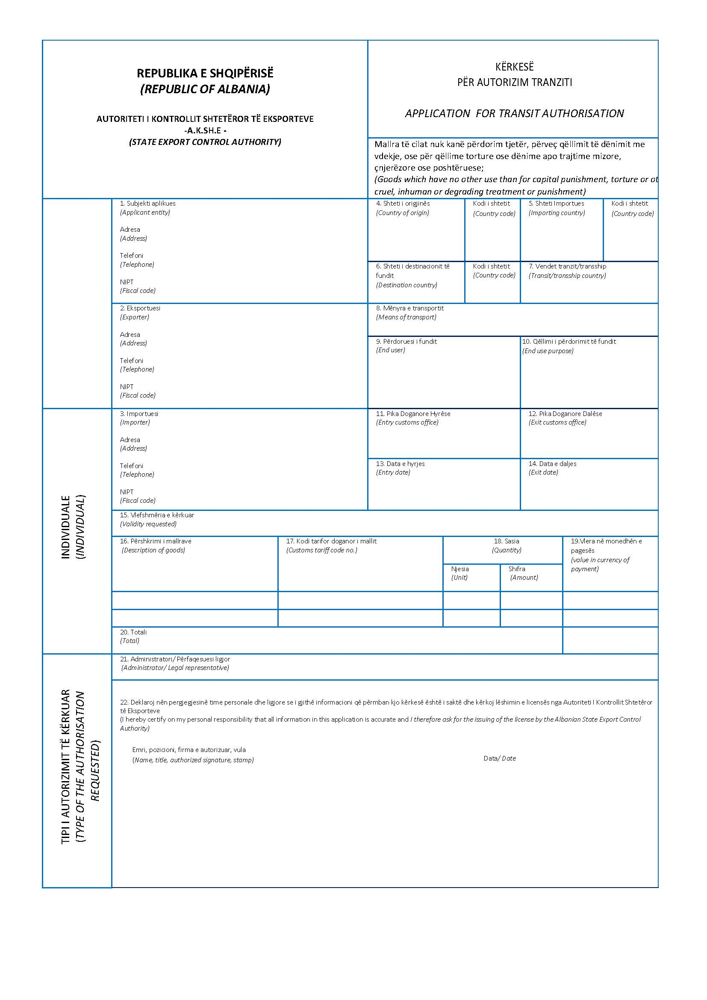 REPUBLIKA E SHQIPËRISË
(REPUBLIC OF ALBANIA)
AUTORITETI I KONTROLLIT SHTETËROR TË EKSPORTEVE
-A.K.SH.E -
(STATE EXPORT CONTROL AUTHORITY)
KËRKESË
PËR AUTORIZIM TRANZITI
APPLICATION FOR TRANSIT AUTHORISATION
Mallra të cilat nuk kanë përdorim tjetër, përveç qëllimit të dënimit me
vdekje, ose për qëllime torture ose dënime apo trajtime mizore,
çnjerëzore ose poshtëruese;
(Goods which have no other use than for capital punishment, torture or ot
cruel, inhuman or degrading treatment or punishment)
1. Subjekti aplikues
(Applicant entity)
Adresa
(Address)
Telefoni
(Telephone)
NIPT
(Fiscal code)
4. Shteti i origjinës
(Country of origin)
Kodi i shtetit
(Country code)
5. Shteti Importues
(Importing country)
Kodi i shtetit
(Country code)
6. Shteti i destinacionit të
fundit
(Destination country)
Kodi i shtetit
(Country code)
7. Vendet tranzit/transship
(Transit/transship country)
2. Eksportuesi
(Exporter)
Adresa
(Address)
Telefoni
(Telephone)
NIPT
(Fiscal code)
8. Mënyra e transportit
(Means of transport)
9. Përdoruesi i fundit
(End user)
10. Qëllimi i përdorimit të fundit
(End use purpose)
INDIVIDUALE
(INDIVIDUAL)
3. Importuesi
(Importer)
Adresa
(Address)
Telefoni
(Telephone)
NIPT
(Fiscal code)
11. Pika Doganore Hyrëse
(Entry customs office)
12. Pika Doganore Dalëse
(Exit customs office)
13. Data e hyrjes
(Entry date)
14. Data e daljes
(Exit date)
15. Vlefshmëria e kërkuar
(Validity requested)
16. Përshkrimi i mallrave
(Description of goods)
17. Kodi tarifor doganor i mallit
(Customs tariff code no.)
18. Sasia
(Quantity)
Njesia
(Unit)
Shifra
(Amount)
19.Vlera në monedhën e
pagesës
(value in currency of
payment)
20. Totali
(Total)
TIPI I AUTORIZIMIT TË KËRKUAR
(TYPE OF THE AUTHORISATION
REQUESTED)
21. Administratori/ Përfaqesuesi ligjor
(Administrator/ Legal representative)
22. Deklaroj nën pergjegjesinë time personale dhe ligjore se i gjithë informacioni që përmban kjo kërkesë është i saktë dhe kërkoj lëshimin e licensës nga Autoriteti I Kontrollit Shtetëror
të Eksporteve
(I hereby certify on my personal responsibility that all information in this application is accurate and I therefore ask for the issuing of the license by the Albanian State Export Control
Authority)
Emri, pozicioni, firma e autorizuar, vula
(Name, title, authorized signature, stamp)
Data/ Date